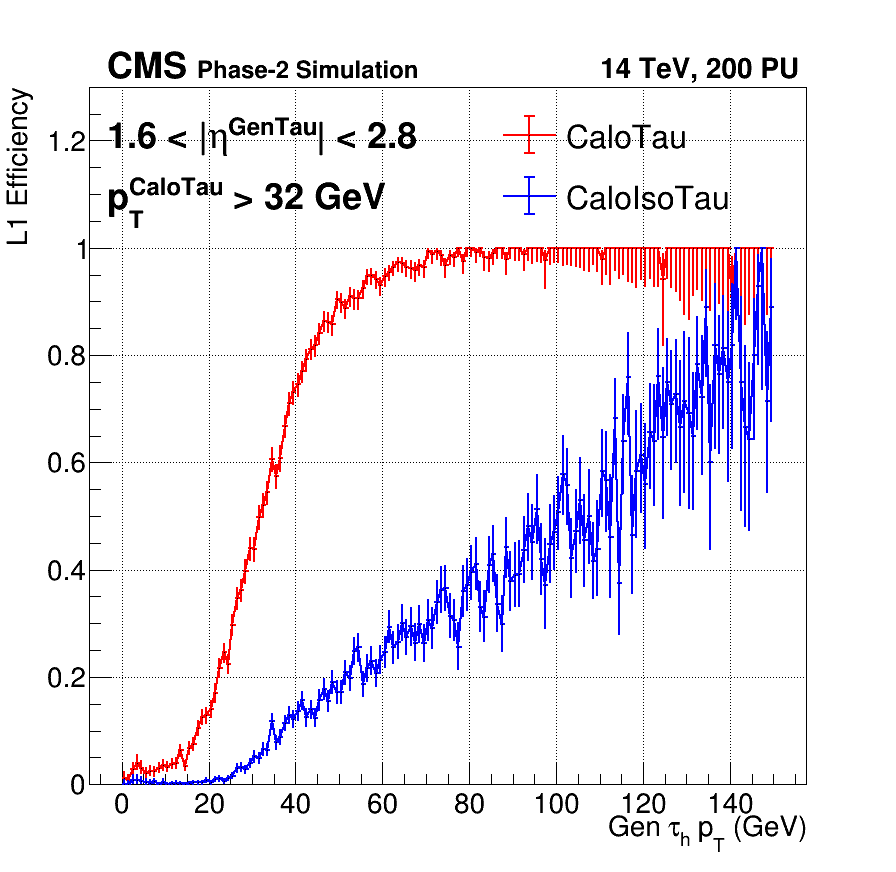 CMS Phase-2 Simulation 14 TeV, 200 PU
L1 Efficiency
1.6 < |η^GenTau| < 2.8
p_T^CaloTau > 32 GeV
CaloTau
CaloIsoTau
1.2
1
0.8
0.6
0.4
0.2
0
0 20 40 60 80 100 120 140
Gen τ_h p_T (GeV)